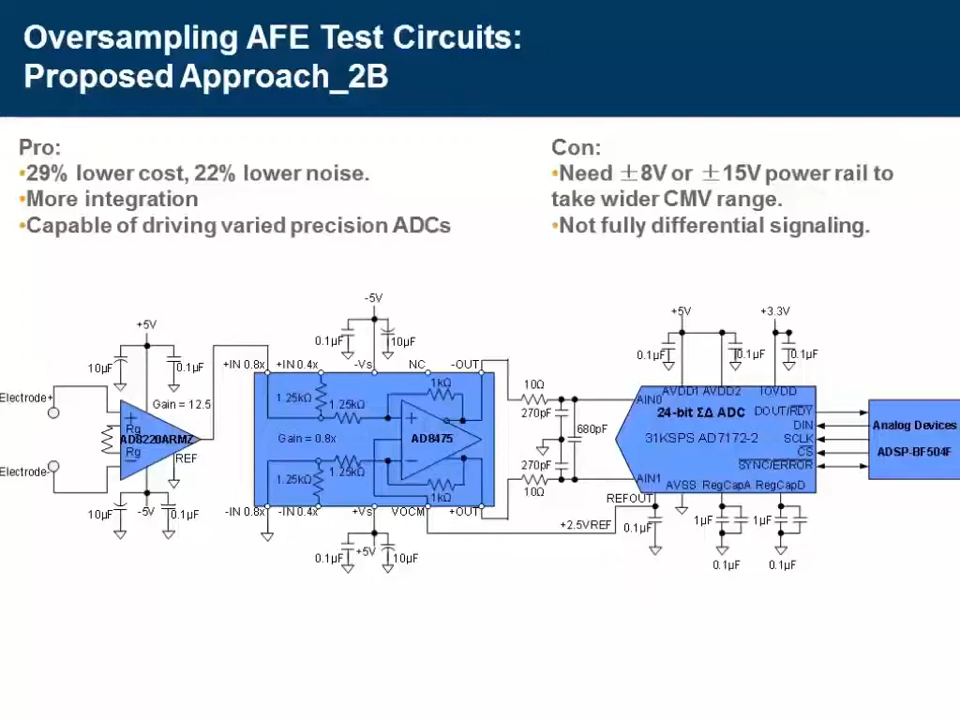 Oversampling AFE Test Circuits:
Proposed Approach_2B
Pro:
•29% lower cost, 22% lower noise.
•More integration
•Capable of driving varied precision ADCs
Con:
•Need ±8V or ±15V power rail to
take wider CMV range.
•Not fully differential signaling.
+5V
10µF
0.1µF
Electrode+
Gain = 12.5
+
Rg
AD8220ARMZ
Rg
−
REF
Electrode-
10µF
-5V
0.1µF
-5V
0.1µF
10µF
+IN 0.8x
+IN 0.4x
-Vs
NC
-OUT
1kΩ
1.25kΩ
1.25kΩ
+
Gain = 0.8x
AD8475
−
1.25kΩ
1.25kΩ
1kΩ
-IN 0.8x
-IN 0.4x
+Vs
VOCM
+OUT
0.1µF
+5V
10µF
+2.5VREF
10Ω
270pF
680pF
270pF
10Ω
+5V
+3.3V
0.1µF
0.1µF
0.1µF
AVDD1
AVDD2
IOVDD
AIN0
24-bit ΣΔ ADC
DOUT/RDY
31KSPS AD7172-2
DIN
SCLK
CS
SYNC/ERROR
AIN1
AVSS
RegCapA
RegCapD
REFOUT
0.1µF
1µF
1µF
0.1µF
0.1µF
Analog Devices
ADSP-BF504F